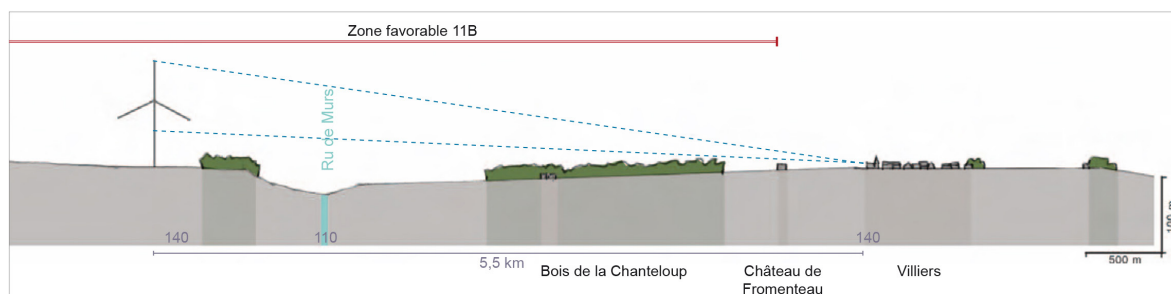 Zone favorable 11B
Ru de Murs
140
110
140
100 m
500 m
5,5 km
Bois de la Chanteloup
Château de
Fromenteau
Villiers